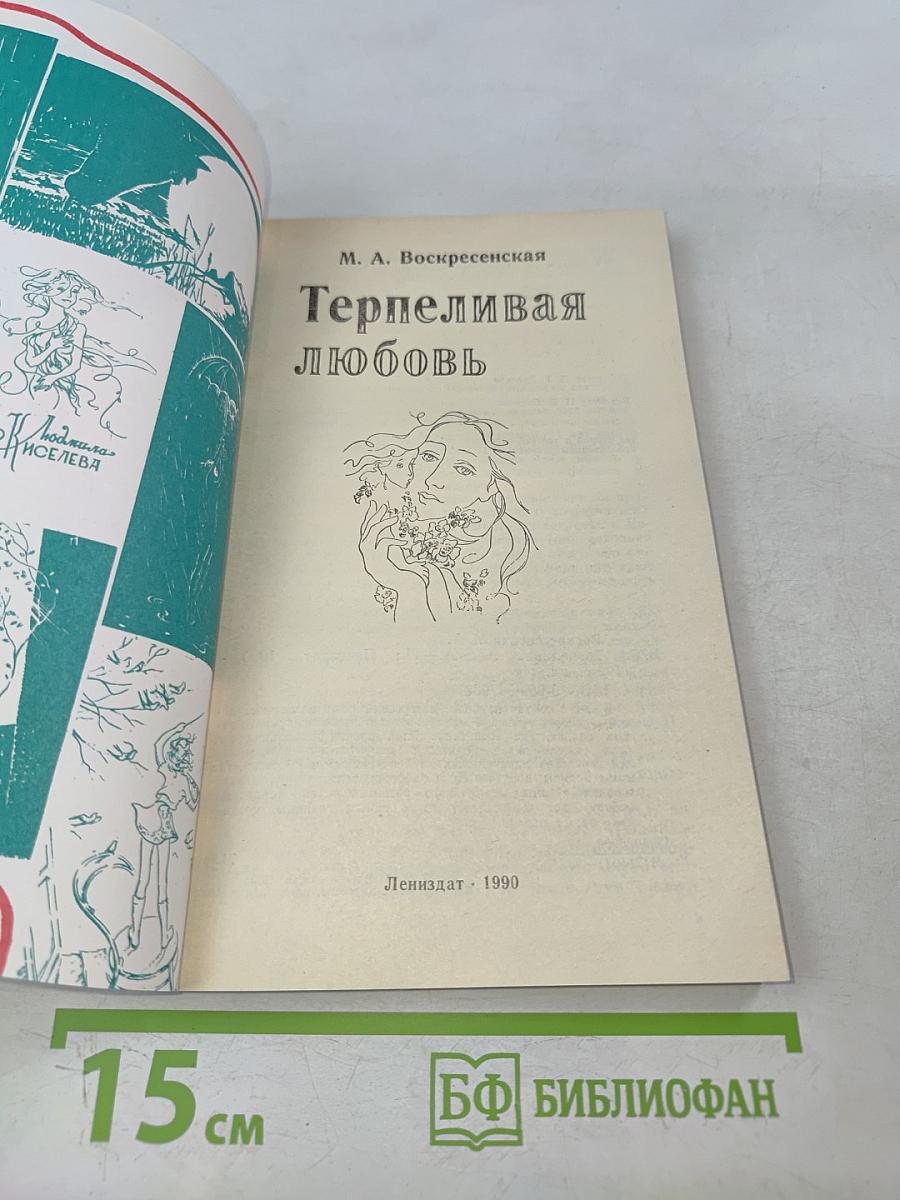 М. А. Воскресенская
Терпеливая
любовь
Людмила
КИСЕЛЕВА
Лениздат · 1990
15 см
БФ БИБЛИОФАН